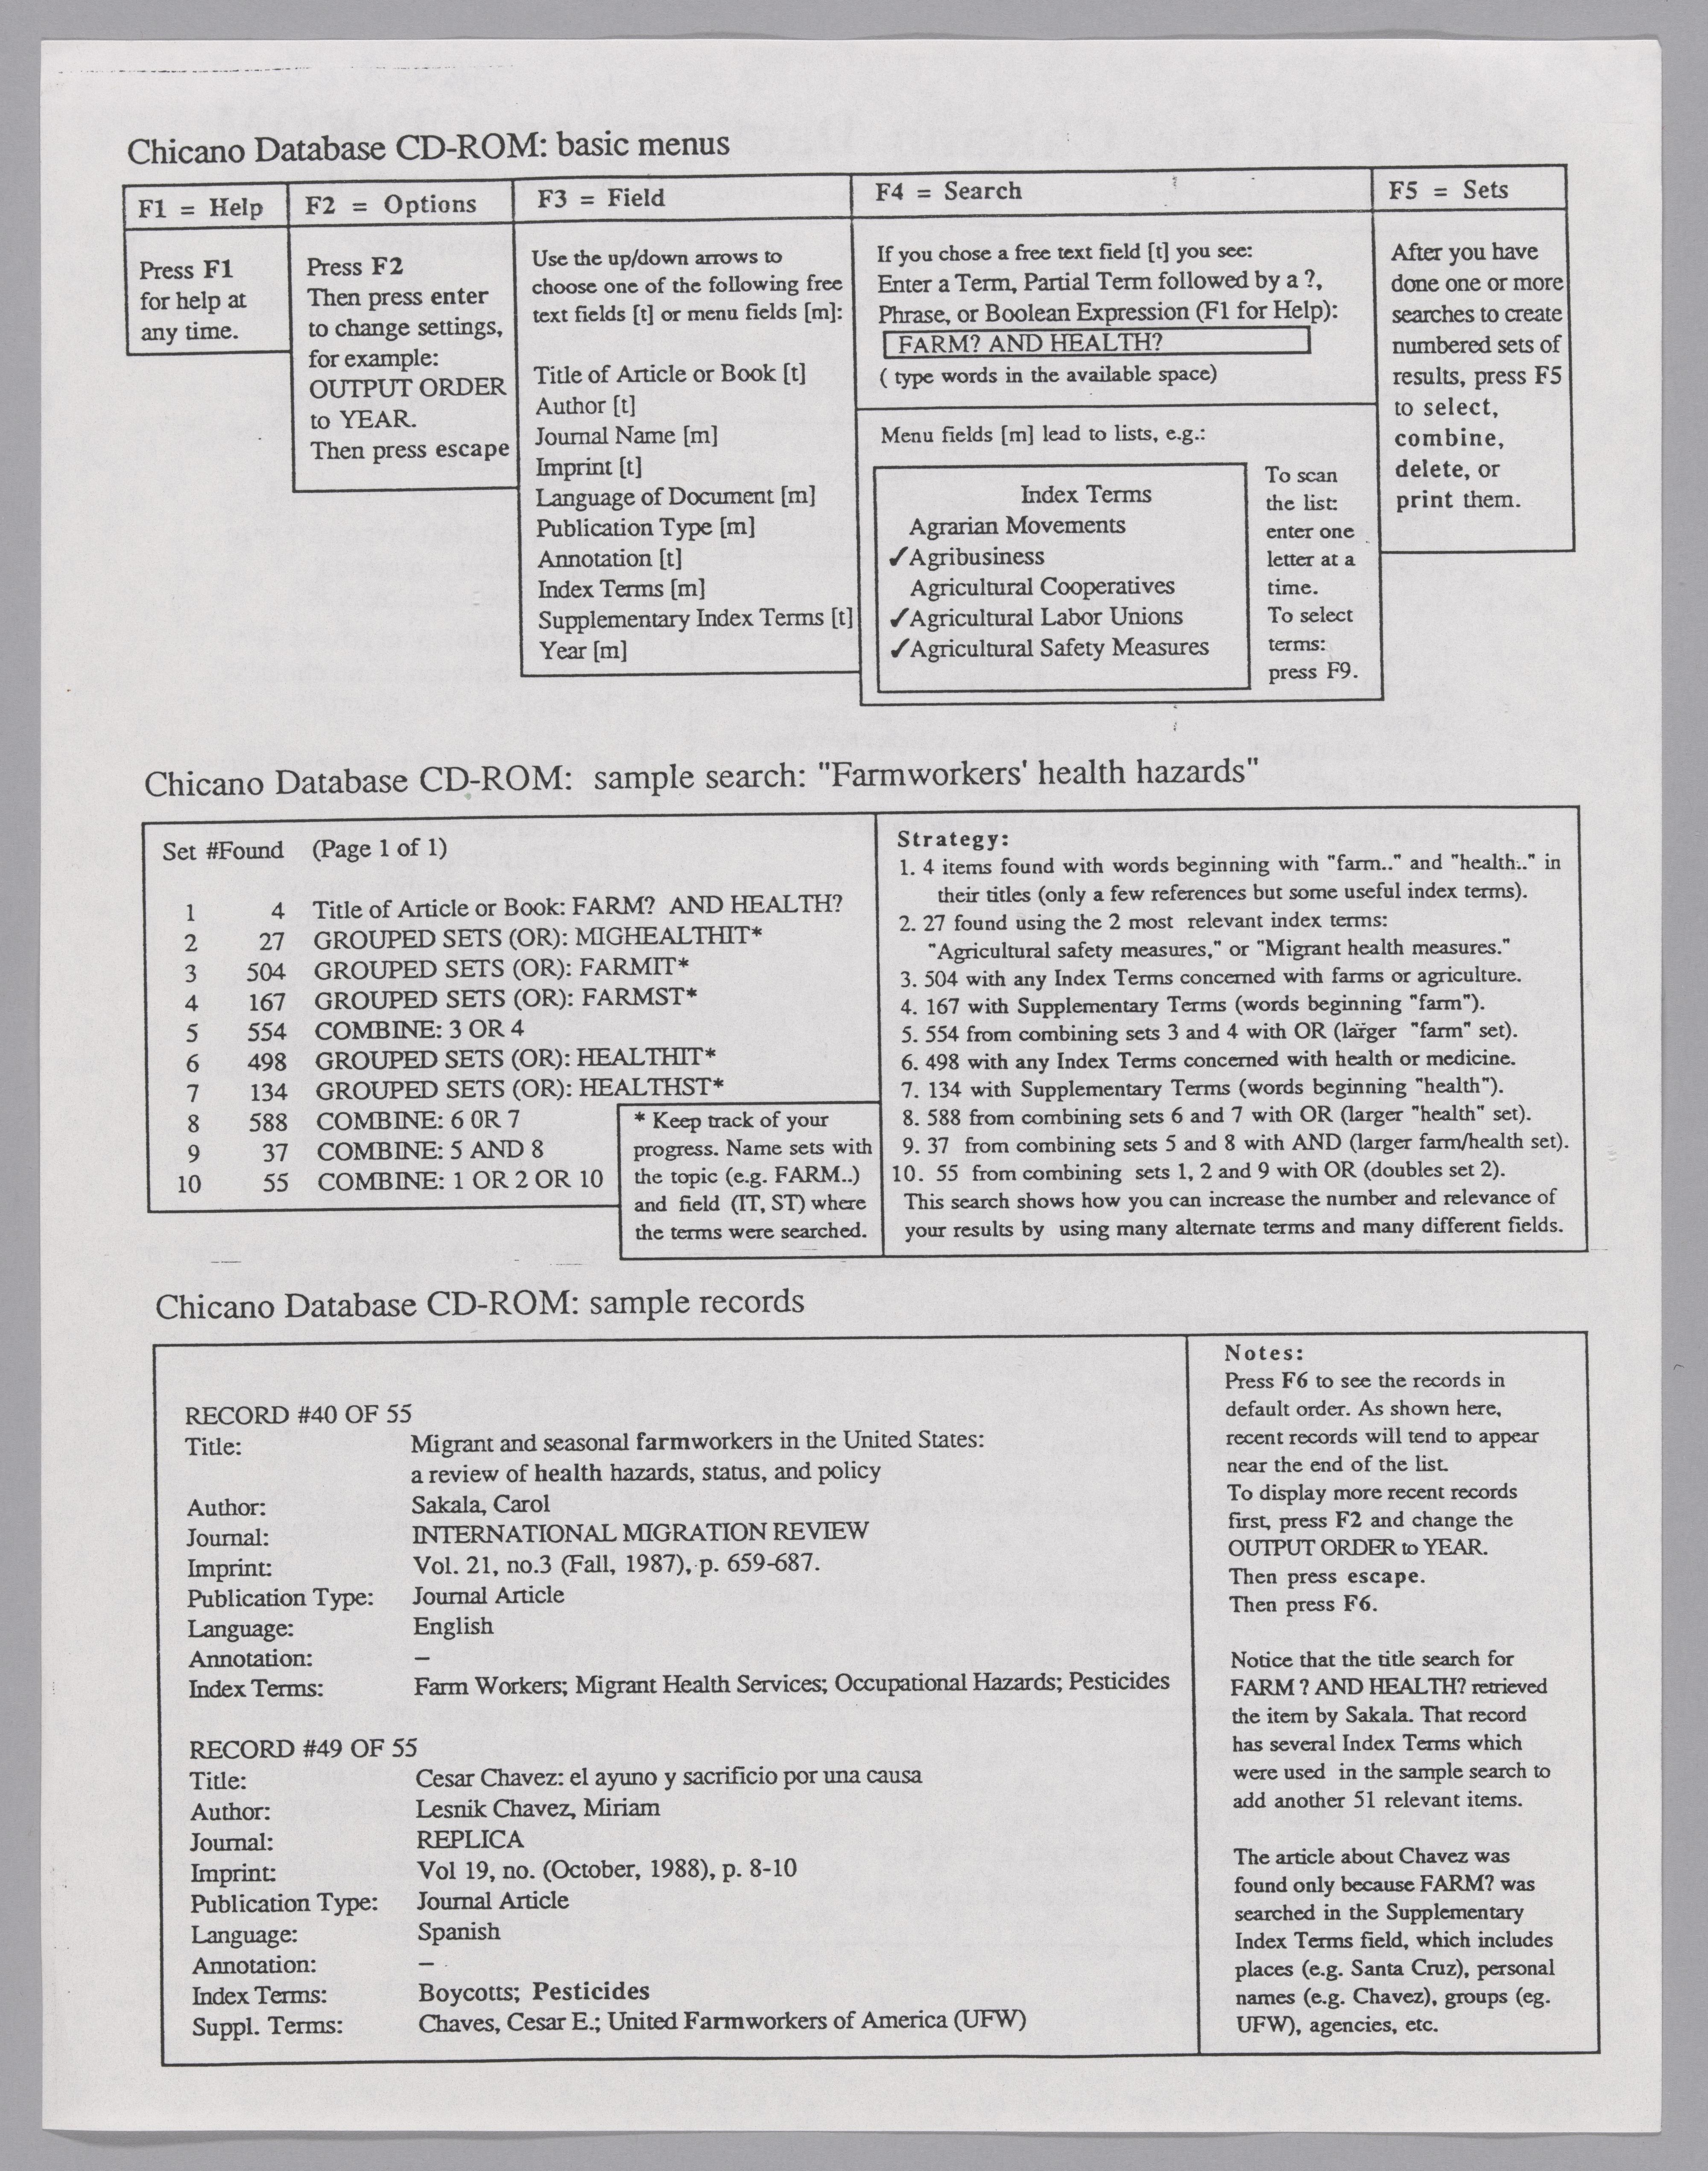 Chicano Database CD-ROM: basic menus
F1 = Help
Press F1
for help at
any time.
F2 = Options
Press F2
Then press enter
to change settings,
for example:
OUTPUT ORDER
to YEAR.
Then press escape
F3 = Field
Use the up/down arrows to
choose one of the following free
text fields [t] or menu fields [m]:
Title of Article or Book [t]
Author [t]
Journal Name [m]
Imprint [t]
Language of Document [m]
Publication Type [m]
Annotation [t]
Index Terms [m]
Supplementary Index Terms [t]
Year [m]
F4 = Search
If you chose a free text field [t] you see:
Enter a Term, Partial Term followed by a ?,
Phrase, or Boolean Expression (F1 for Help):
FARM? AND HEALTH?
( type words in the available space)
Menu fields [m] lead to lists, e.g.:
Index Terms
Agrarian Movements
✓Agribusiness
Agricultural Cooperatives
✓Agricultural Labor Unions
✓Agricultural Safety Measures
To scan
the list:
enter one
letter at a
time.
To select
terms:
press F9.
F5 = Sets
After you have
done one or more
searches to create
numbered sets of
results, press F5
to select,
combine,
delete, or
print them.
Chicano Database CD-ROM: sample search: "Farmworkers' health hazards"
Set #Found (Page 1 of 1)
1 4 Title of Article or Book: FARM? AND HEALTH?
2 27 GROUPED SETS (OR): MIGHEALTHIT*
3 504 GROUPED SETS (OR): FARMIT*
4 167 GROUPED SETS (OR): FARMST*
5 554 COMBINE: 3 OR 4
6 498 GROUPED SETS (OR): HEALTHIT*
7 134 GROUPED SETS (OR): HEALTHST*
8 588 COMBINE: 6 0R 7
9 37 COMBINE: 5 AND 8
10 55 COMBINE: 1 OR 2 OR 10
* Keep track of your
progress. Name sets with
the topic (e.g. FARM..)
and field (IT, ST) where
the terms were searched.
Strategy:
1. 4 items found with words beginning with "farm.." and "health.." in
their titles (only a few references but some useful index terms).
2. 27 found using the 2 most relevant index terms:
"Agricultural safety measures," or "Migrant health measures."
3. 504 with any Index Terms concerned with farms or agriculture.
4. 167 with Supplementary Terms (words beginning "farm").
5. 554 from combining sets 3 and 4 with OR (larger "farm" set).
6. 498 with any Index Terms concerned with health or medicine.
7. 134 with Supplementary Terms (words beginning "health").
8. 588 from combining sets 6 and 7 with OR (larger "health" set).
9. 37 from combining sets 5 and 8 with AND (larger farm/health set).
10. 55 from combining sets 1, 2 and 9 with OR (doubles set 2).
This search shows how you can increase the number and relevance of
your results by using many alternate terms and many different fields.
Chicano Database CD-ROM: sample records
RECORD #40 OF 55
Title: Migrant and seasonal farmworkers in the United States:
a review of health hazards, status, and policy
Author: Sakala, Carol
Journal: INTERNATIONAL MIGRATION REVIEW
Imprint: Vol. 21, no.3 (Fall, 1987), p. 659-687.
Publication Type: Journal Article
Language: English
Annotation: –
Index Terms: Farm Workers; Migrant Health Services; Occupational Hazards; Pesticides
RECORD #49 OF 55
Title: Cesar Chavez: el ayuno y sacrificio por una causa
Author: Lesnik Chavez, Miriam
Journal: REPLICA
Imprint: Vol 19, no. (October, 1988), p. 8-10
Publication Type: Journal Article
Language: Spanish
Annotation: –
Index Terms: Boycotts; Pesticides
Suppl. Terms: Chaves, Cesar E.; United Farmworkers of America (UFW)
Notes:
Press F6 to see the records in
default order. As shown here,
recent records will tend to appear
near the end of the list.
To display more recent records
first, press F2 and change the
OUTPUT ORDER to YEAR.
Then press escape.
Then press F6.
Notice that the title search for
FARM ? AND HEALTH? retrieved
the item by Sakala. That record
has several Index Terms which
were used in the sample search to
add another 51 relevant items.
The article about Chavez was
found only because FARM? was
searched in the Supplementary
Index Terms field, which includes
places (e.g. Santa Cruz), personal
names (e.g. Chavez), groups (eg.
UFW), agencies, etc.